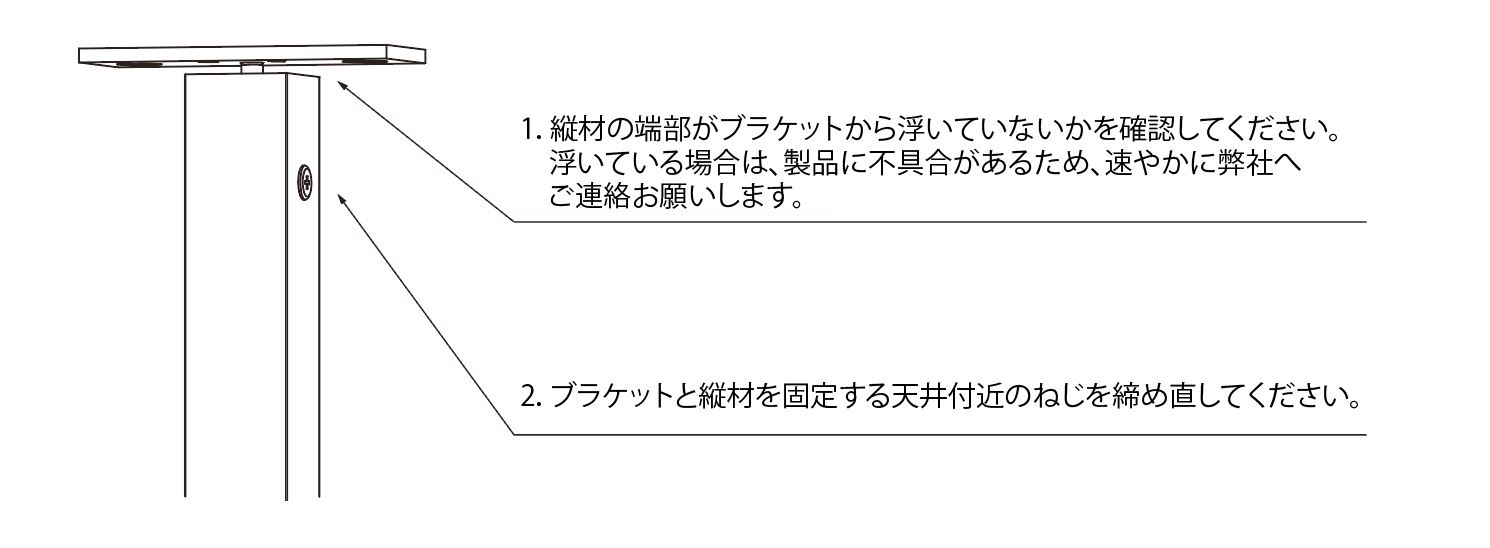 1. 縦材の端部がブラケットから浮いていないかを確認してください。
浮いている場合は、製品に不具合があるため、速やかに弊社へ
ご連絡お願いします。
2. ブラケットと縦材を固定する天井付近のねじを締め直してください。